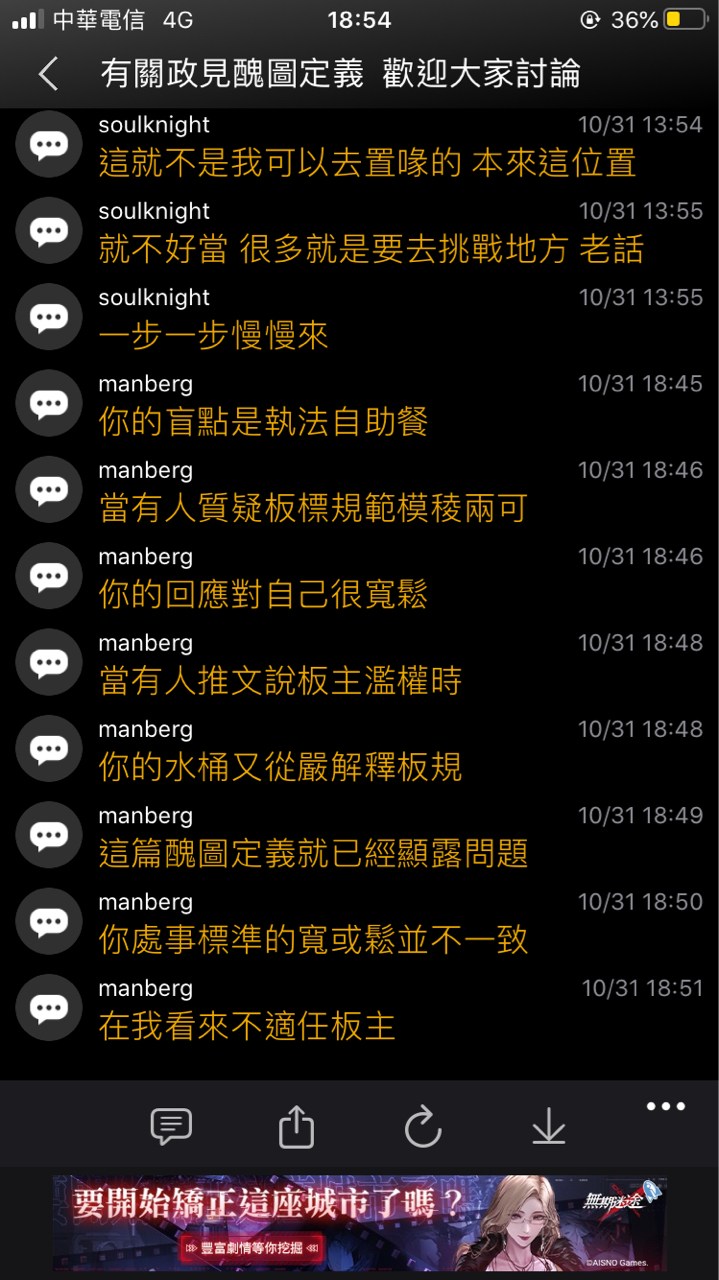 中華電信 4G 18:54 36%
有關政見醜圖定義 歡迎大家討論
soulknight 10/31 13:54
這就不是我可以去置喙的 本來這位置
soulknight 10/31 13:55
就不好當 很多就是要去挑戰地方 老話
soulknight 10/31 13:55
一步一步慢慢來
manberg 10/31 18:45
你的盲點是執法自助餐
manberg 10/31 18:46
當有人質疑板標規範模稜兩可
manberg 10/31 18:46
你的回應對自己很寬鬆
manberg 10/31 18:48
當有人推文說板主濫權時
manberg 10/31 18:48
你的水桶又從嚴解釋板規
manberg 10/31 18:49
這篇醜圖定義就已經顯露問題
manberg 10/31 18:50
你處事標準的寬或鬆並不一致
manberg 10/31 18:51
在我看來不適任板主
要開始矯正這座城市了嗎？
豐富劇情等你挖掘
無期迷途
©AISNO Games.